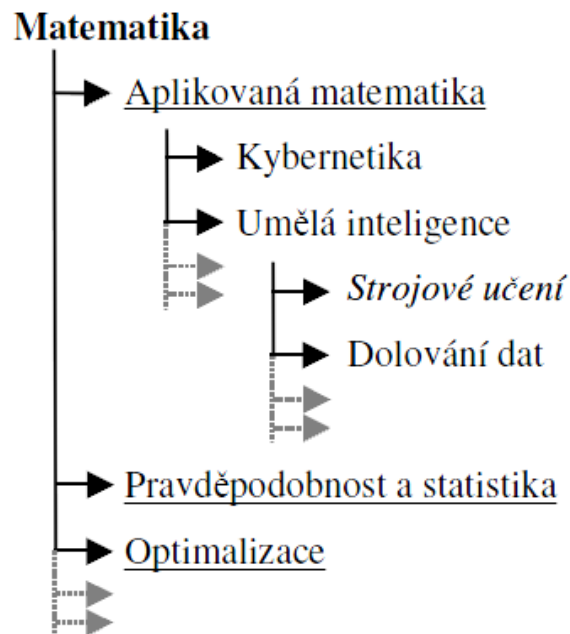 Matematika
Aplikovaná matematika
Kybernetika
Umělá inteligence
Strojové učení
Dolování dat
Pravděpodobnost a statistika
Optimalizace